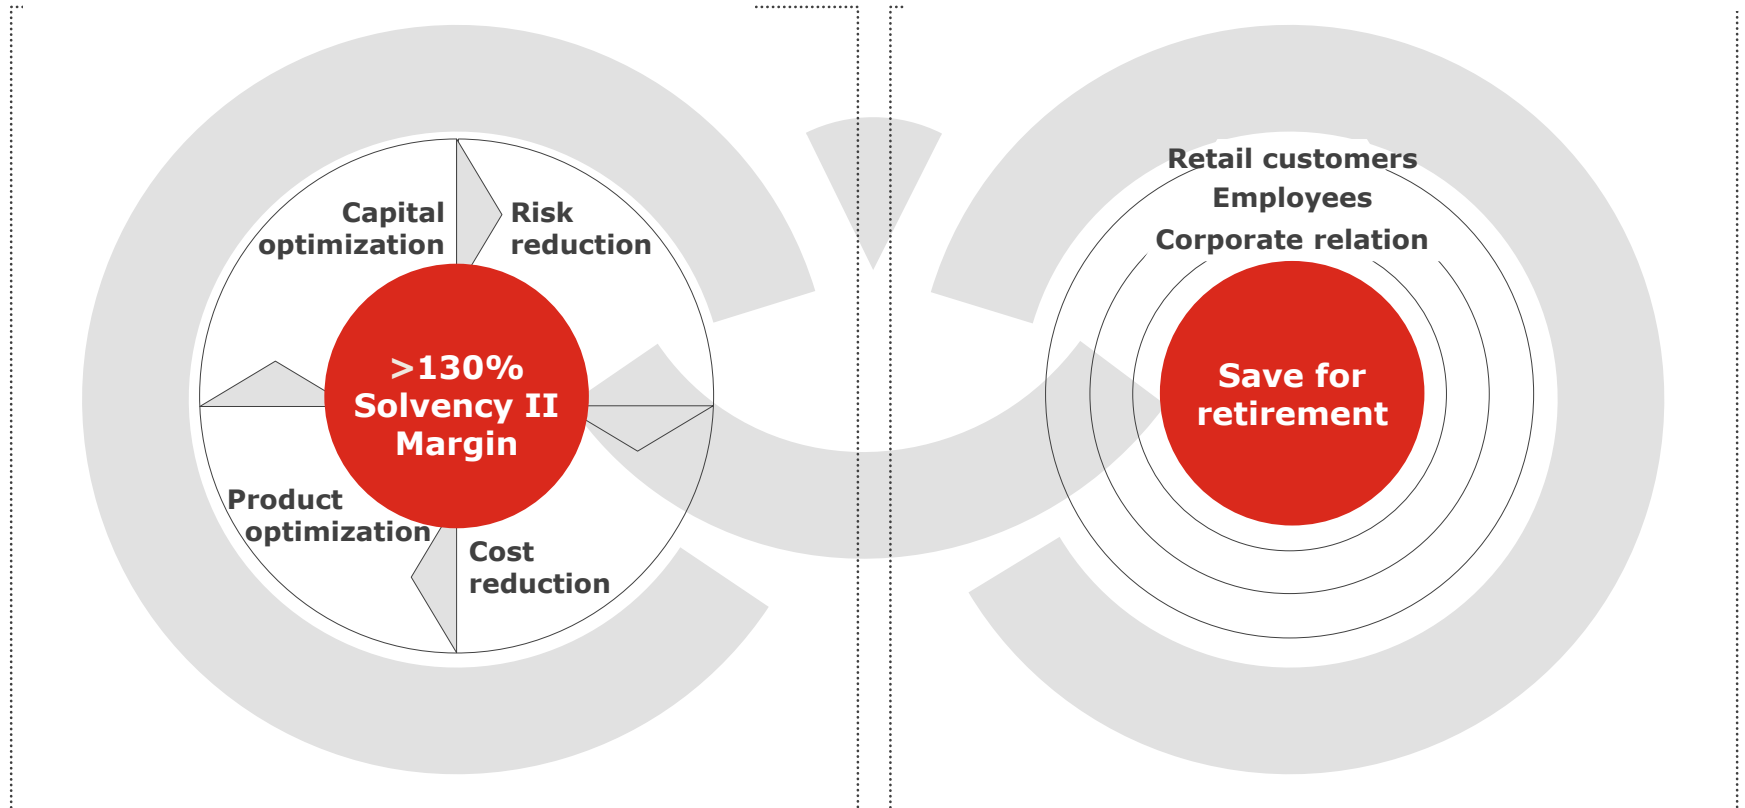 Capital
optimization
Risk
reduction
>130%
Solvency II
Margin
Product
optimization
Cost
reduction
Retail customers
Employees
Corporate relation
Save for
retirement